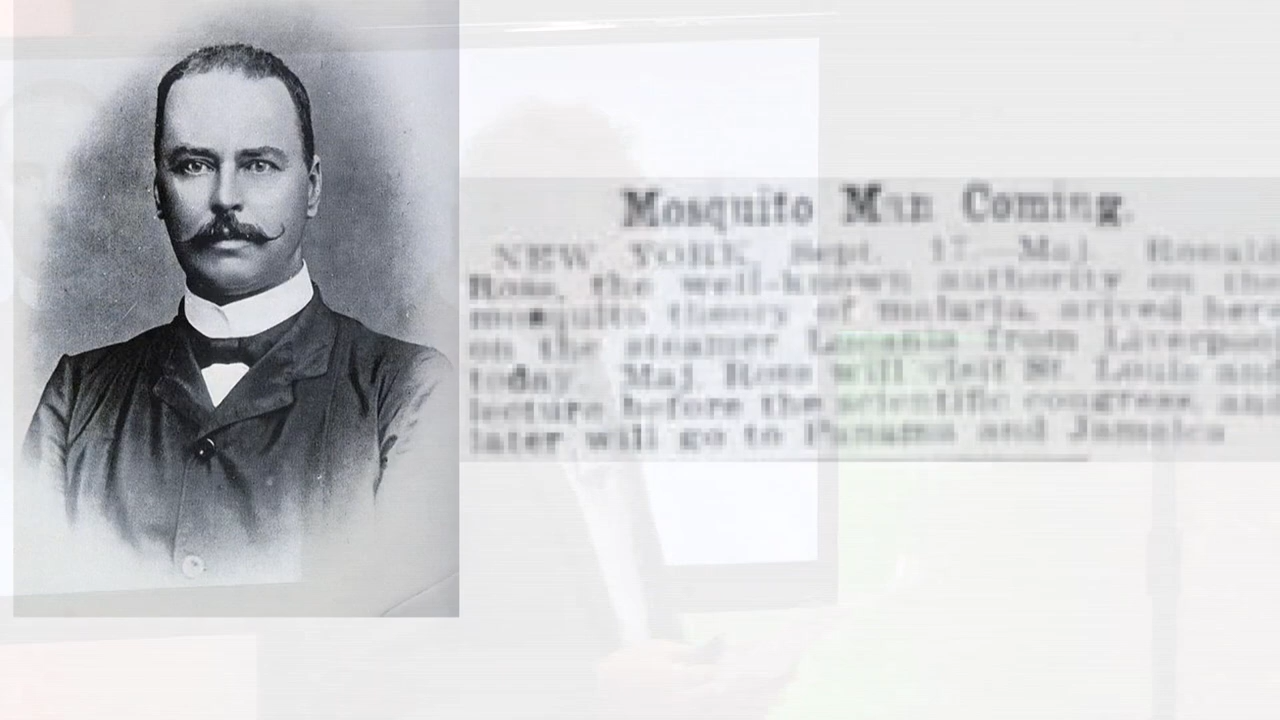 Mosquito Man Coming.
NEW YORK, Sept. 17.—Maj. Ronald
Ross, the well-known authority on the
mosquito theory of malaria, arived here
on the steamer Lucania from Liverpool
today. Maj. Ross will visit St. Louis and
lecture before the scientific congress, and
later will go to Panama and Jamaica